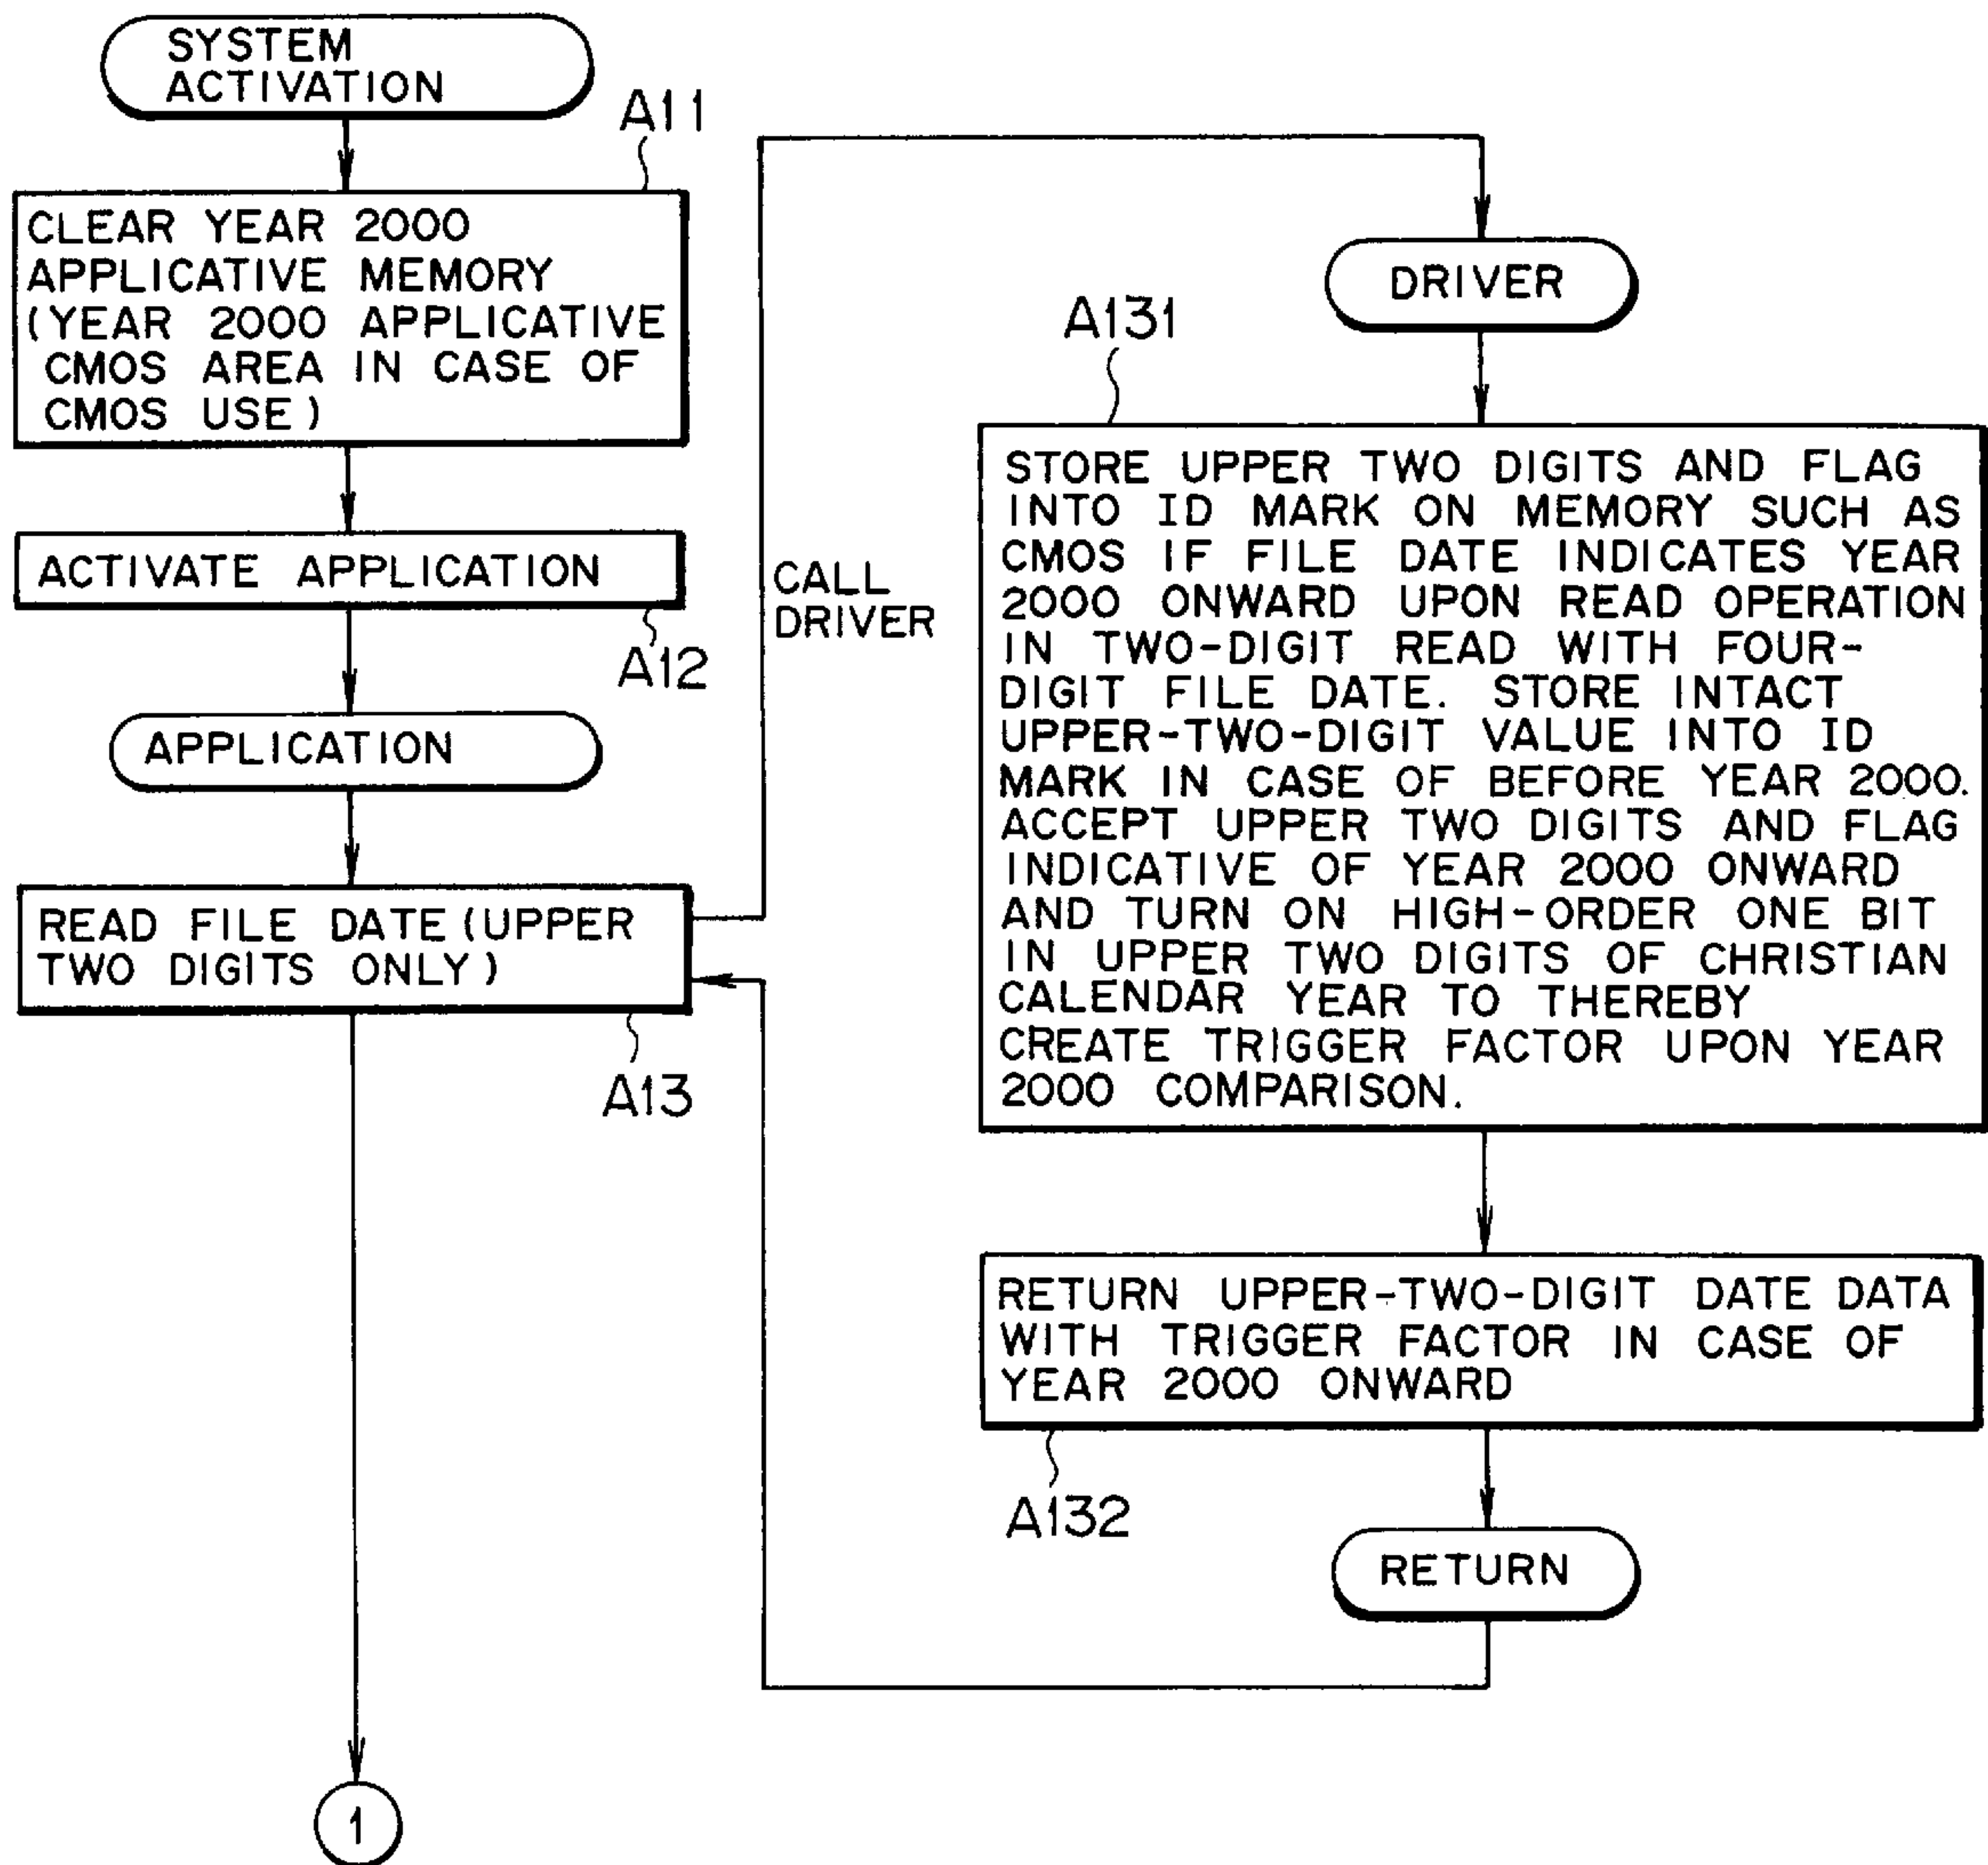 SYSTEM
ACTIVATION
A11
CLEAR YEAR 2000
APPLICATIVE MEMORY
(YEAR 2000 APPLICATIVE
CMOS AREA IN CASE OF
CMOS USE)
ACTIVATE APPLICATION
A12
APPLICATION
READ FILE DATE (UPPER
TWO DIGITS ONLY)
A13
1
CALL
DRIVER
DRIVER
A131
STORE UPPER TWO DIGITS AND FLAG
INTO ID MARK ON MEMORY SUCH AS
CMOS IF FILE DATE INDICATES YEAR
2000 ONWARD UPON READ OPERATION
IN TWO-DIGIT READ WITH FOUR-
DIGIT FILE DATE. STORE INTACT
UPPER-TWO-DIGIT VALUE INTO ID
MARK IN CASE OF BEFORE YEAR 2000.
ACCEPT UPPER TWO DIGITS AND FLAG
INDICATIVE OF YEAR 2000 ONWARD
AND TURN ON HIGH-ORDER ONE BIT
IN UPPER TWO DIGITS OF CHRISTIAN
CALENDAR YEAR TO THEREBY
CREATE TRIGGER FACTOR UPON YEAR
2000 COMPARISON.
RETURN UPPER-TWO-DIGIT DATE DATA
WITH TRIGGER FACTOR IN CASE OF
YEAR 2000 ONWARD
A132
RETURN